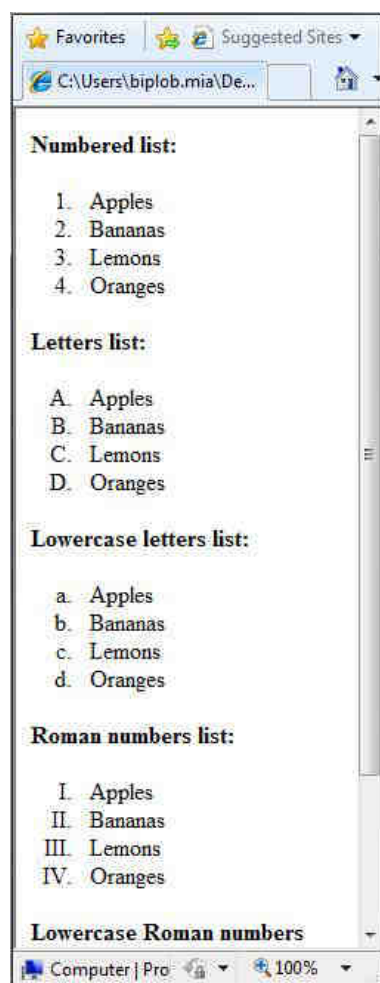 Favorites Suggested Sites
C:\Users\biplob.mia\De...
Numbered list:
1. Apples
2. Bananas
3. Lemons
4. Oranges
Letters list:
A. Apples
B. Bananas
C. Lemons
D. Oranges
Lowercase letters list:
a. Apples
b. Bananas
c. Lemons
d. Oranges
Roman numbers list:
I. Apples
II. Bananas
III. Lemons
IV. Oranges
Lowercase Roman numbers
Computer | Pro 100%